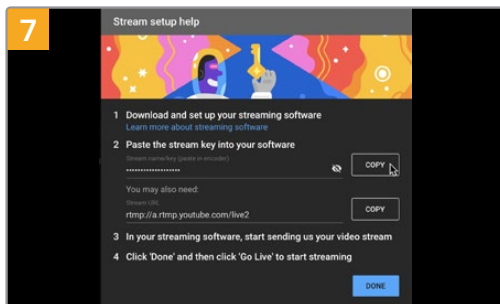 7
Stream setup help
1 Download and set up your streaming software
Learn more about streaming software
2 Paste the stream key into your software
Stream name/key (paste in encoder)
••••••••••••••••••• COPY
You may also need:
Stream URL
rtmp://a.rtmp.youtube.com/live2 COPY
3 In your streaming software, start sending us your video stream
4 Click 'Done' and then click 'Go Live' to start streaming
DONE